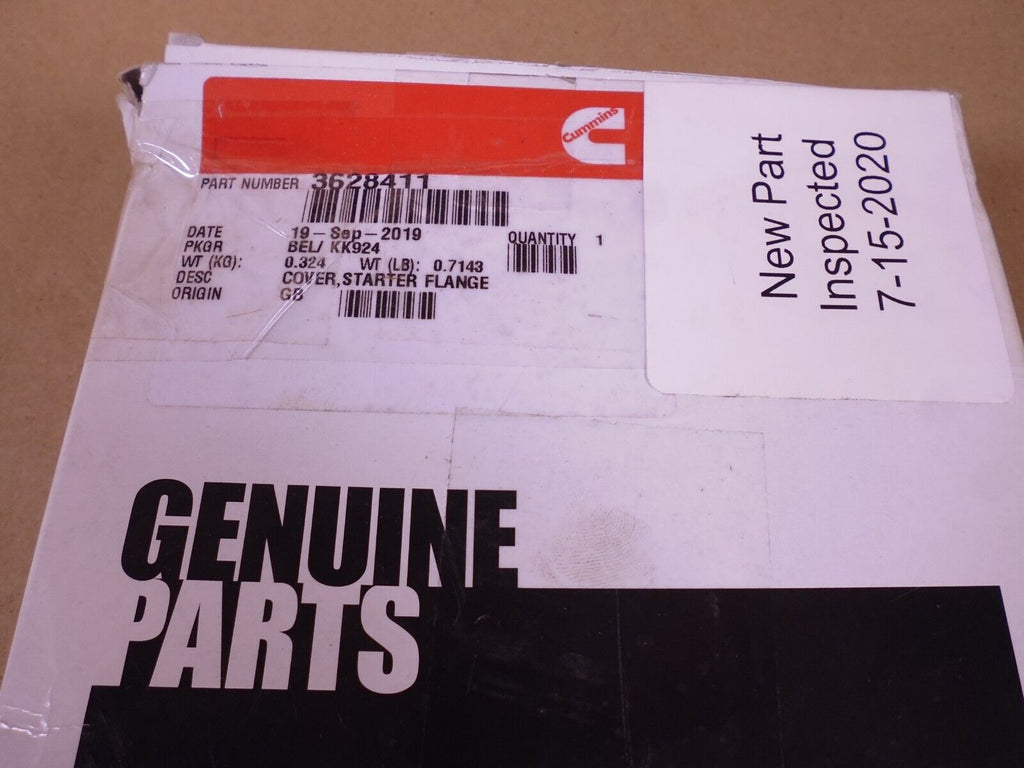 Cummins
PART NUMBER 3628411
DATE 19-Sep-2019
PKGR BEL/ KK924
QUANTITY 1
WT (KG): 0.324 WT (LB): 0.7143
DESC COVER,STARTER FLANGE
ORIGIN GB
New Part
Inspected
7-15-2020
GENUINE
PARTS